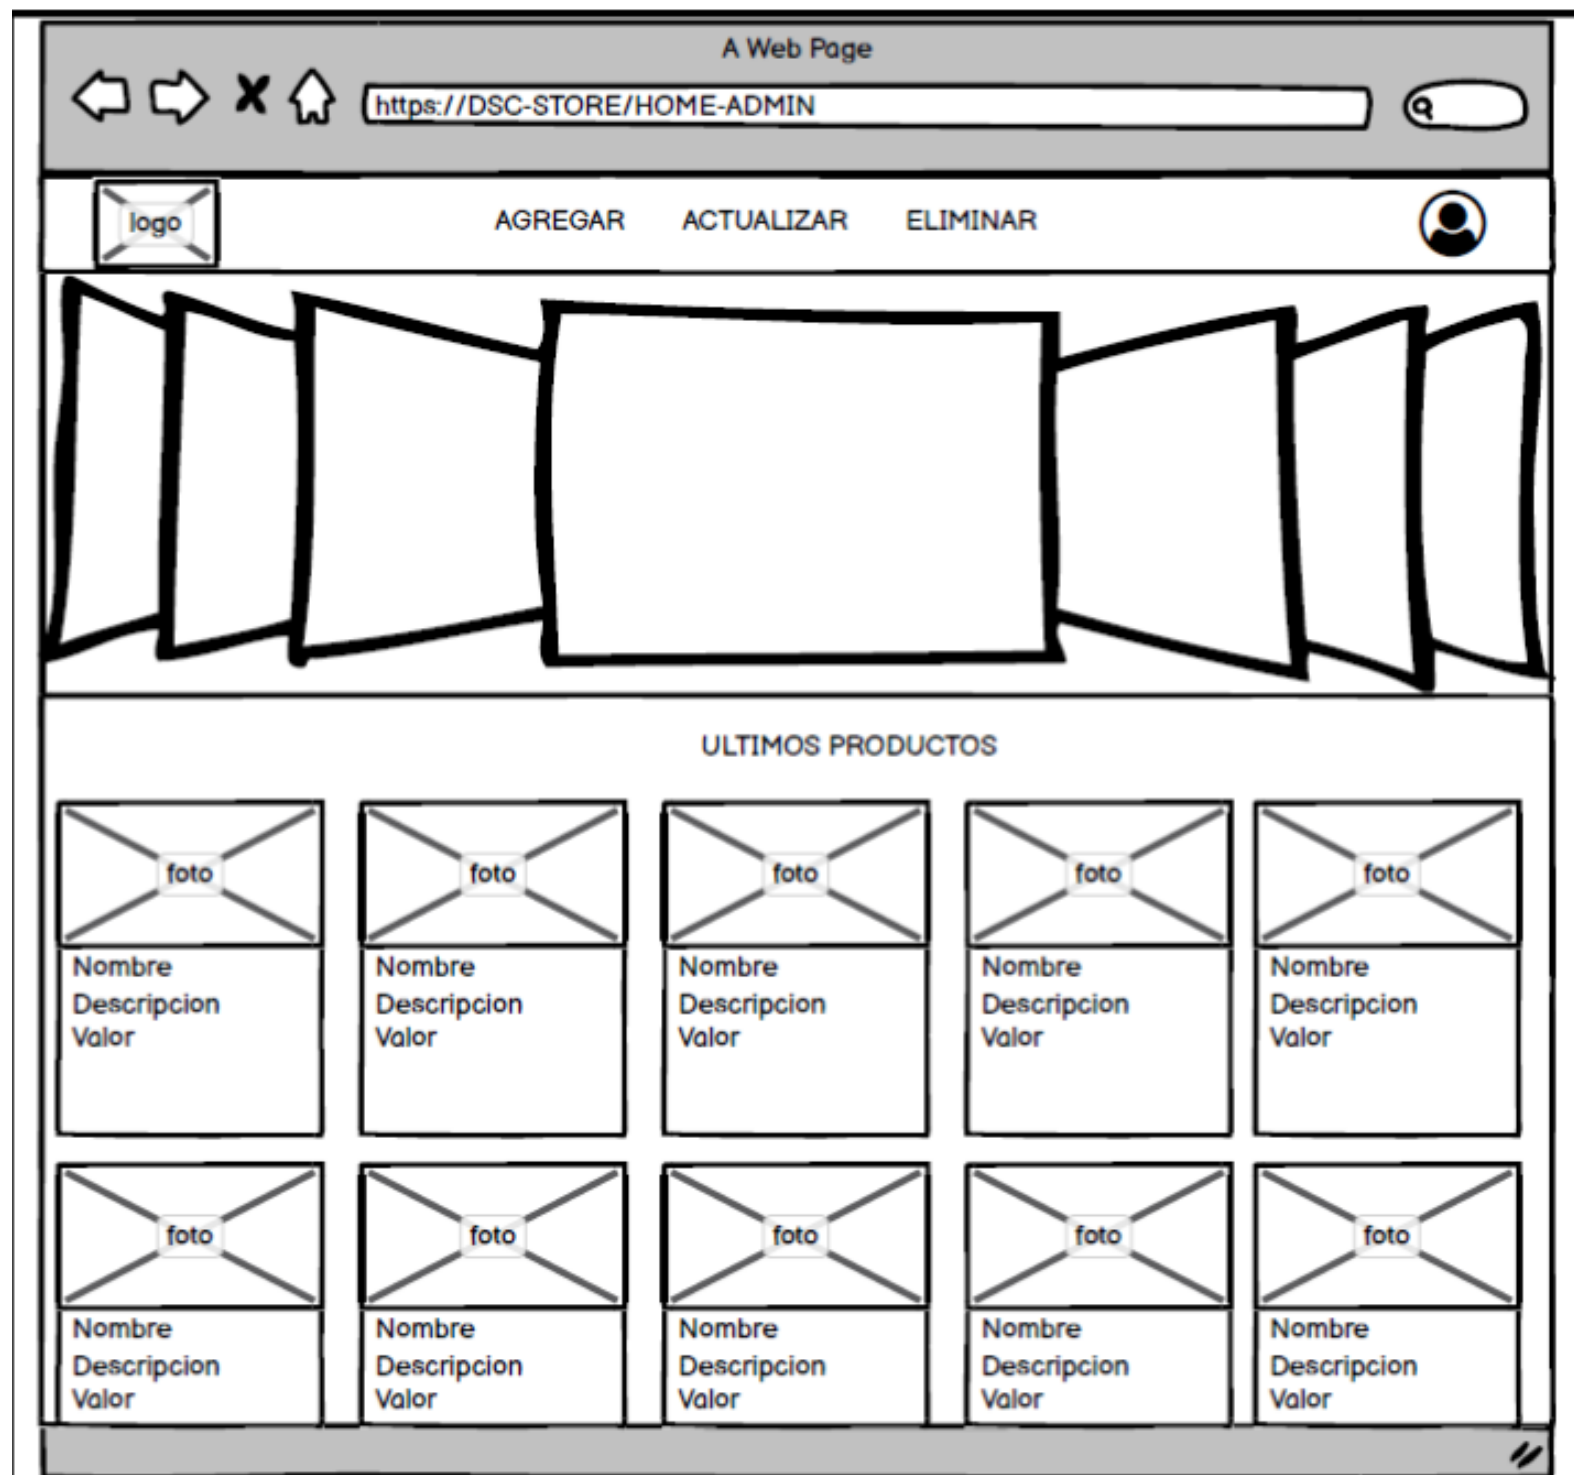 A Web Page
https://DSC-STORE/HOME-ADMIN
logo AGREGAR ACTUALIZAR ELIMINAR
ULTIMOS PRODUCTOS
foto foto foto foto foto
Nombre Nombre Nombre Nombre Nombre
Descripcion Descripcion Descripcion Descripcion Descripcion
Valor Valor Valor Valor Valor
foto foto foto foto foto
Nombre Nombre Nombre Nombre Nombre
Descripcion Descripcion Descripcion Descripcion Descripcion
Valor Valor Valor Valor Valor